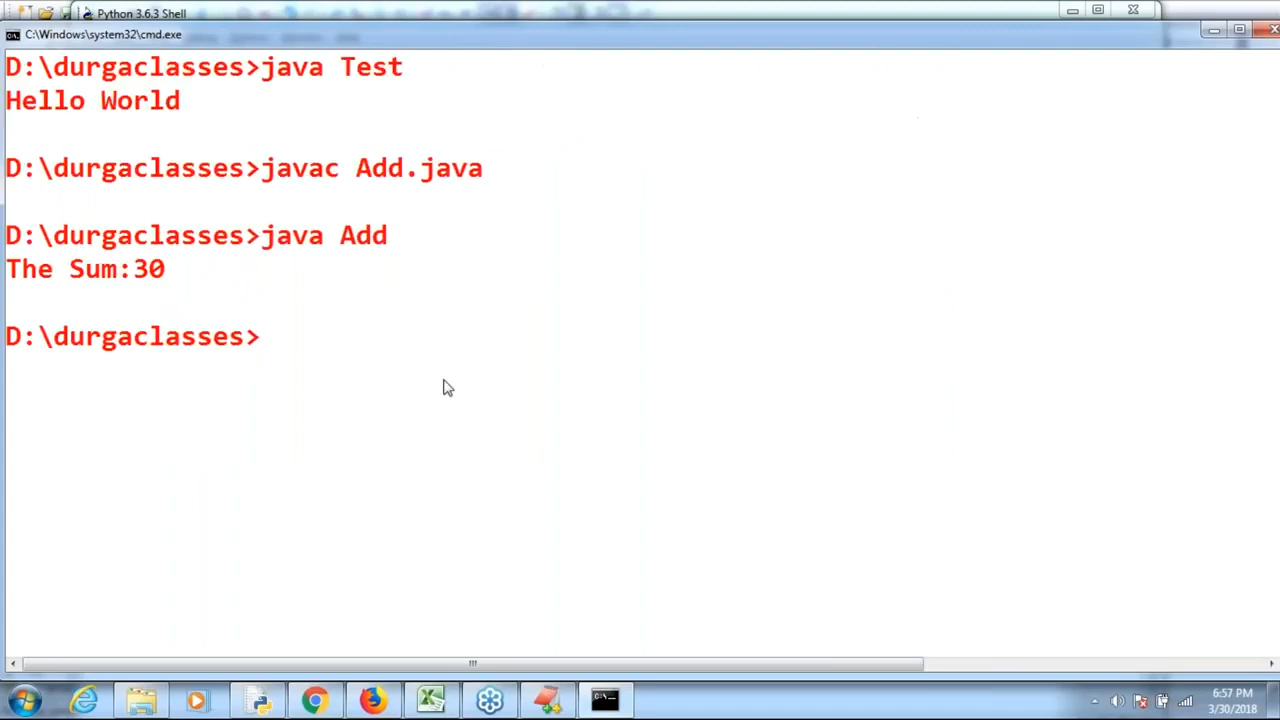 Python 3.6.3 Shell
C:\Windows\system32\cmd.exe
D:\durgaclasses>java Test
Hello World
D:\durgaclasses>javac Add.java
D:\durgaclasses>java Add
The Sum:30
D:\durgaclasses>
6:57 PM
3/30/2018